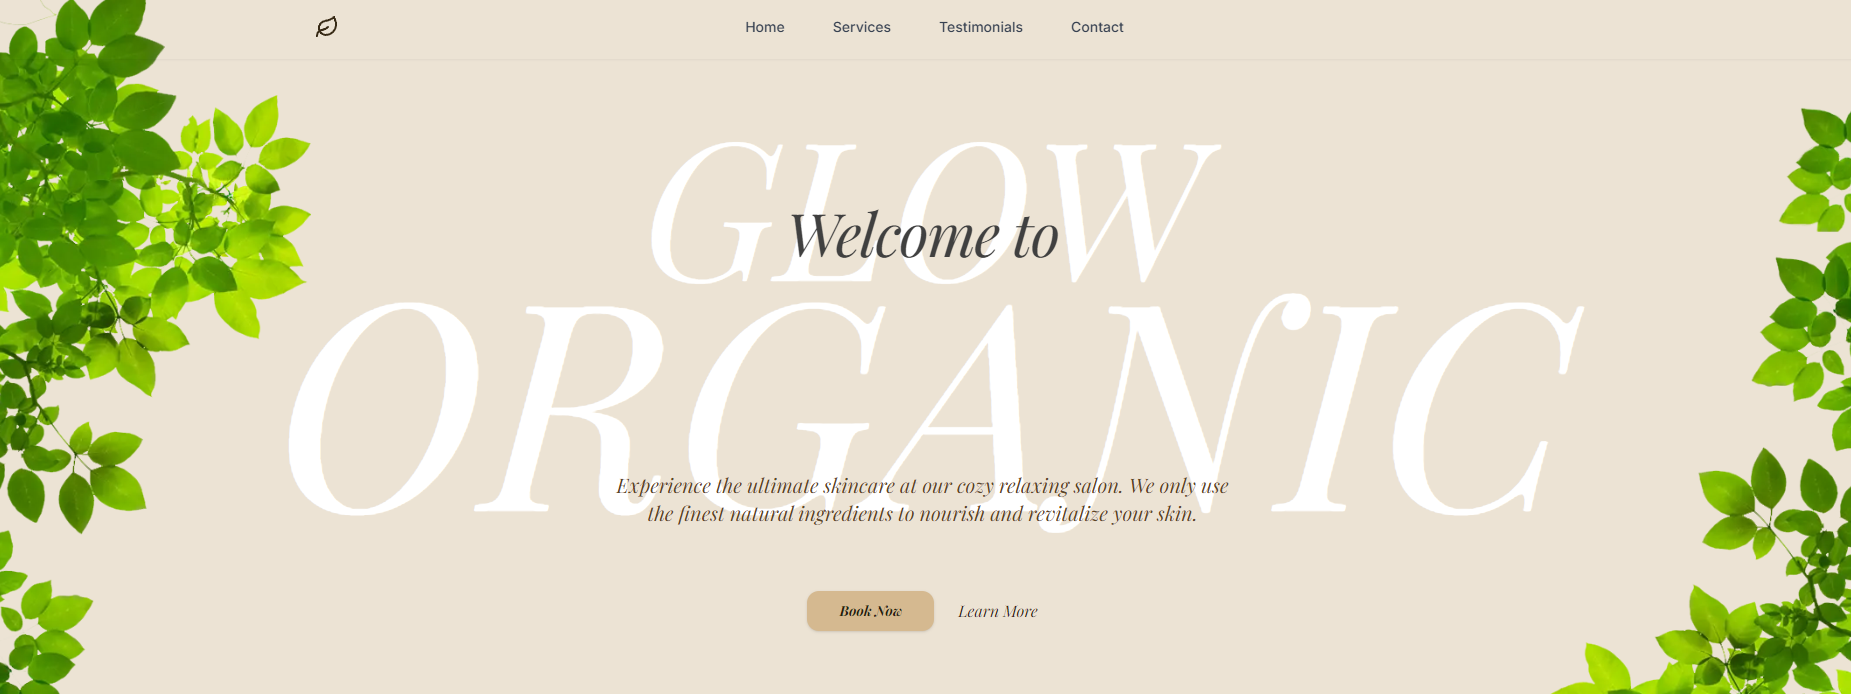 Home Services Testimonials Contact
GLOW
Welcome to
ORGANIC
Experience the ultimate skincare at our cozy relaxing salon. We only use
the finest natural ingredients to nourish and revitalize your skin.
Book Now Learn More